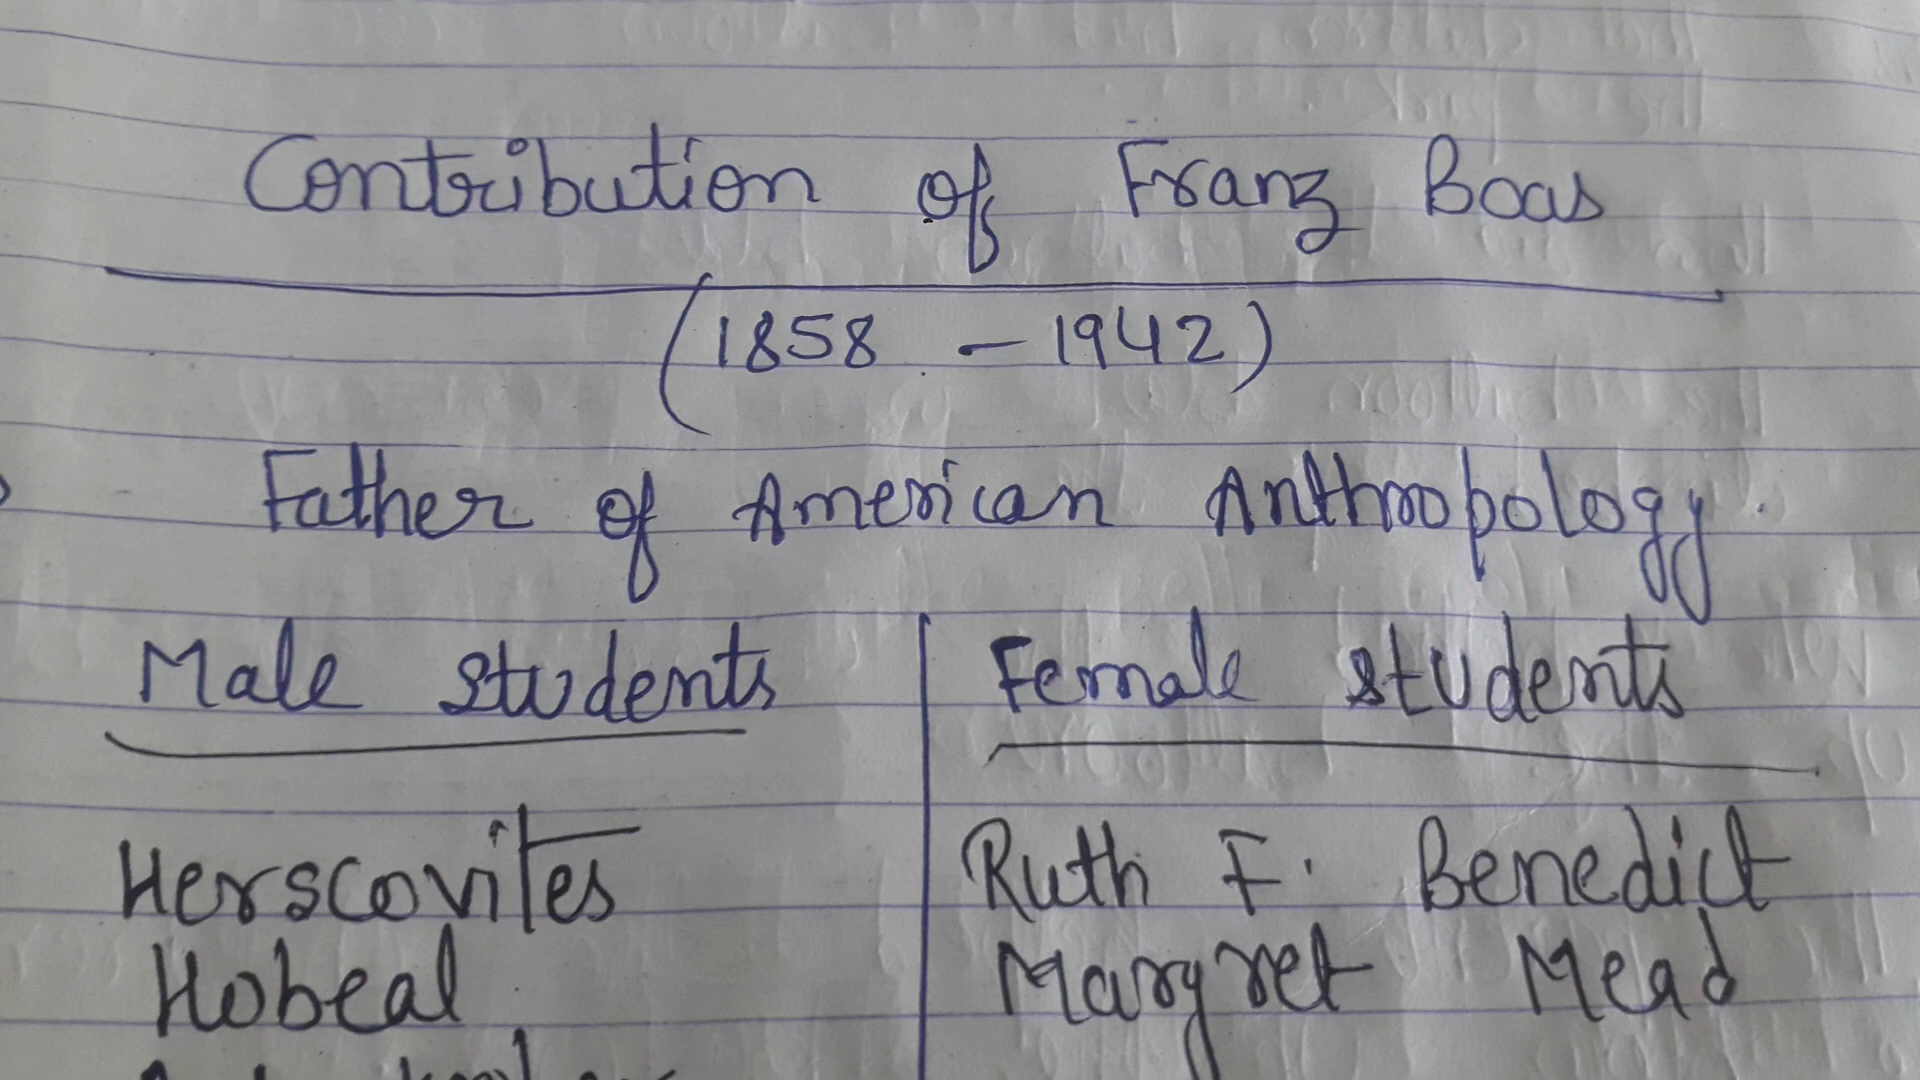 Contribution of Franz Boas
(1858 - 1942)
Father of American Anthropology.
Male students
Female students
Herscovites
Ruth F. Benedict
Hobeal
Margret Mead